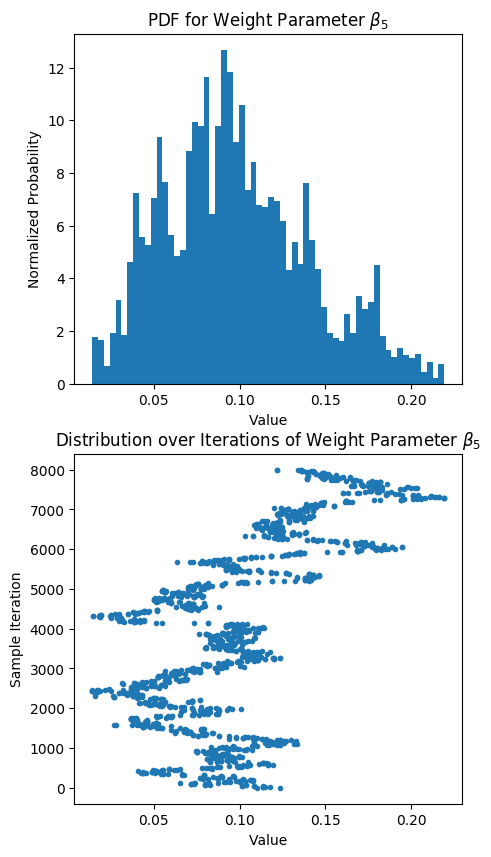 PDF for Weight Parameter β₅
12
10
8
6
4
2
0
Normalized Probability
0.05 0.10 0.15 0.20
Value
Distribution over Iterations of Weight Parameter β₅
8000
7000
6000
5000
4000
3000
2000
1000
0
Sample Iteration
0.05 0.10 0.15 0.20
Value